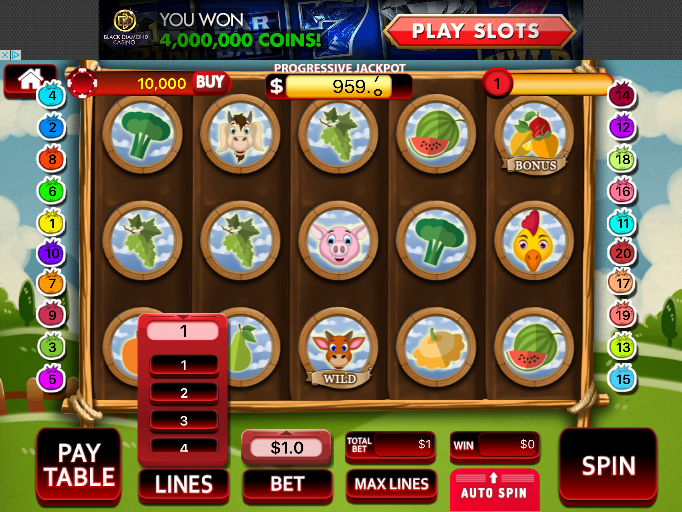 BLACK DIAMOND
CASINO
YOU WON
4,000,000 COINS!
PLAY SLOTS
PROGRESSIVE JACKPOT
10,000
BUY
$
959.
1
4
2
8
6
1
10
7
9
3
5
14
12
18
16
11
20
17
19
13
15
BONUS
WILD
1
1
2
3
4
PAY
TABLE
LINES
$1.0
BET
TOTAL
BET
$1
MAX LINES
WIN
$0
AUTO SPIN
SPIN